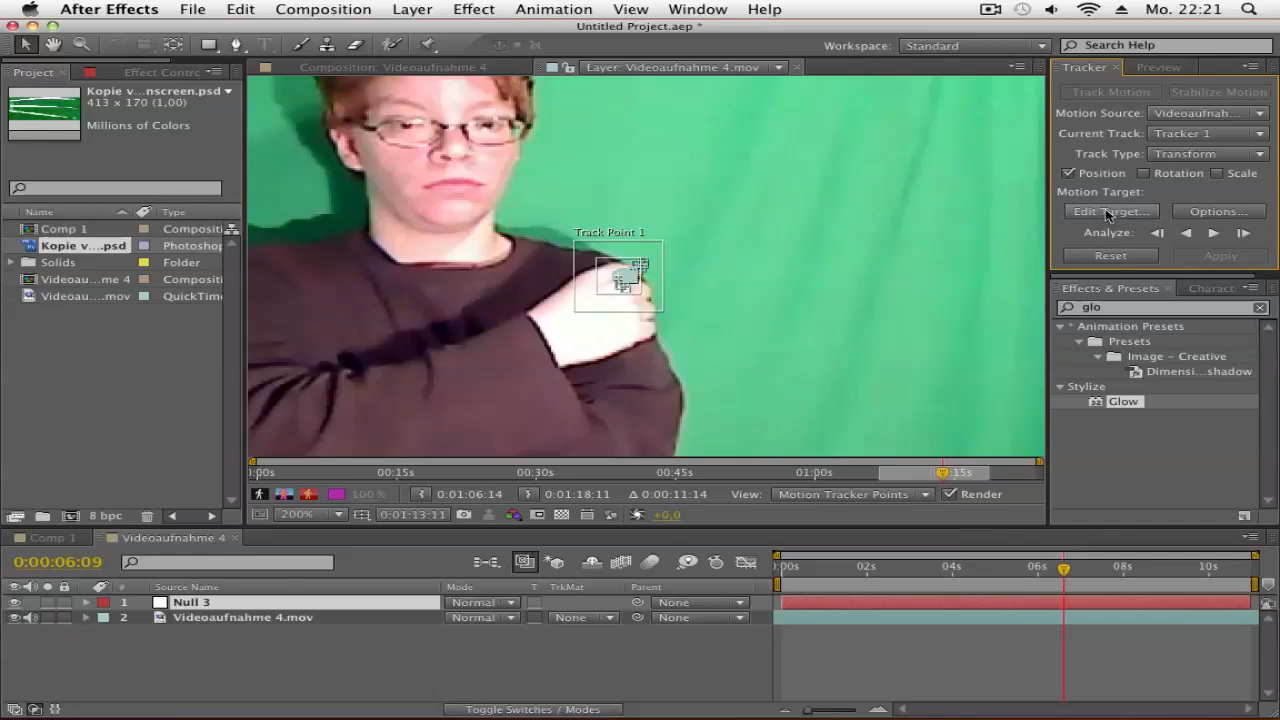 After Effects File Edit Composition Layer Effect Animation View Window Help Mo. 22:21
Untitled Project.aep *
Workspace: Standard Search Help
Project Effect Contro Composition: Videoaufnahme 4 Layer: Videoaufnahme 4.mov Tracker Preview
Kopie v...nscreen.psd
413 x 170 (1,00)
Millions of Colors
Track Motion Stabilize Motion
Motion Source: Videoaufnah...
Current Track: Tracker 1
Track Type: Transform
Position Rotation Scale
Motion Target:
Edit Target... Options...
Analyze:
Reset Apply
Track Point 1
Name Type
Comp 1 Compositi
Kopie v....psd Photoshop
Solids Folder
Videoau...me 4 Compositi
Videoau....mov QuickTime
Effects & Presets Charact
glo
* Animation Presets
Presets
Image – Creative
Dimensi...shadow
Stylize
Glow
:00s 00:15s 00:30s 00:45s 01:00s 15s
100 % 0:01:06:14 0:01:18:11 Δ 0:00:11:14 View: Motion Tracker Points Render
8 bpc 200% 0:01:13:11 +0,0
Comp 1 Videoaufnahme 4
0:00:06:09
:00s 02s 04s 06s 08s 10s
# Source Name Mode T TrkMat Parent
1 Null 3 Normal None
2 Videoaufnahme 4.mov Normal None None
Toggle Switches / Modes